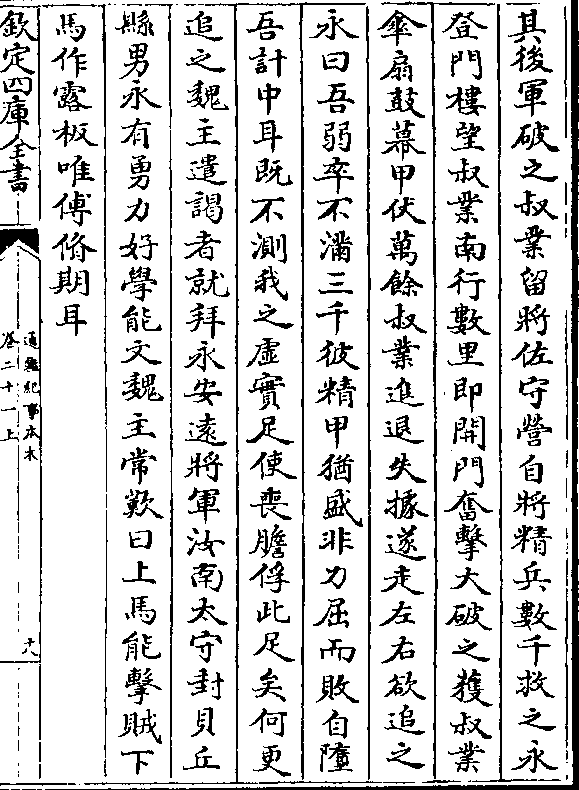 其後軍破之叔業留將佐守營自將精兵數千救之永
登門樓望叔業南行數里即開門奮擊大破之獲叔業
傘扇鼓幕甲仗萬餘叔業進退失據遂走左右欲追之
永曰吾弱卒不滿三千彼精甲猶盛非力屈而敗自墮
吾計中耳既不測我之虛實足使喪膽俘此足矣何更
追之魏主遣謁者就拜永安遠將軍汝南太守封貝丘
縣男永有勇力好學能文魏主常歎曰上馬能擊賊下
馬作露板唯傅脩期耳
欽定四庫全書
通鑑紀事本末
卷二十一上
十八